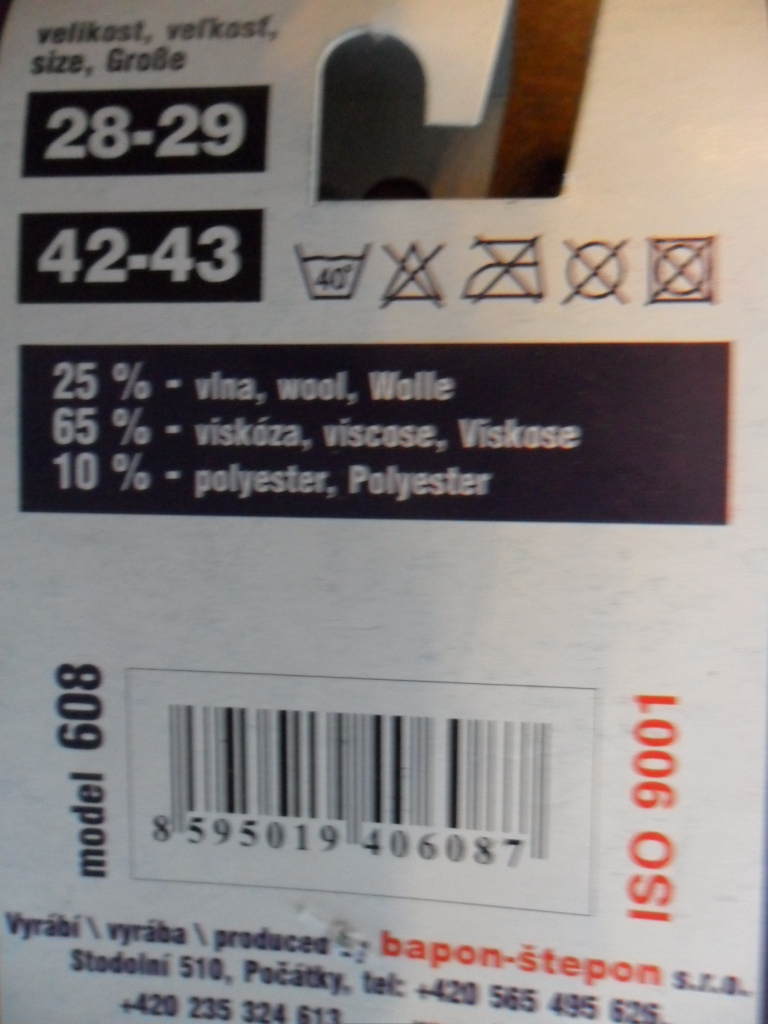 velikost, veľkosť,
size, Große
28-29
42-43
40°
25 % - vlna, wool, Wolle
65 % - viskóza, viscose, Viskose
10 % - polyester, Polyester
model 608
8 595019 406087
ISO 9001
Vyrábí \ vyrába \ produced bapon-štepon s.r.o.
Stodolní 510, Počátky, tel: +420 565 495 626,
+420 235 324 613